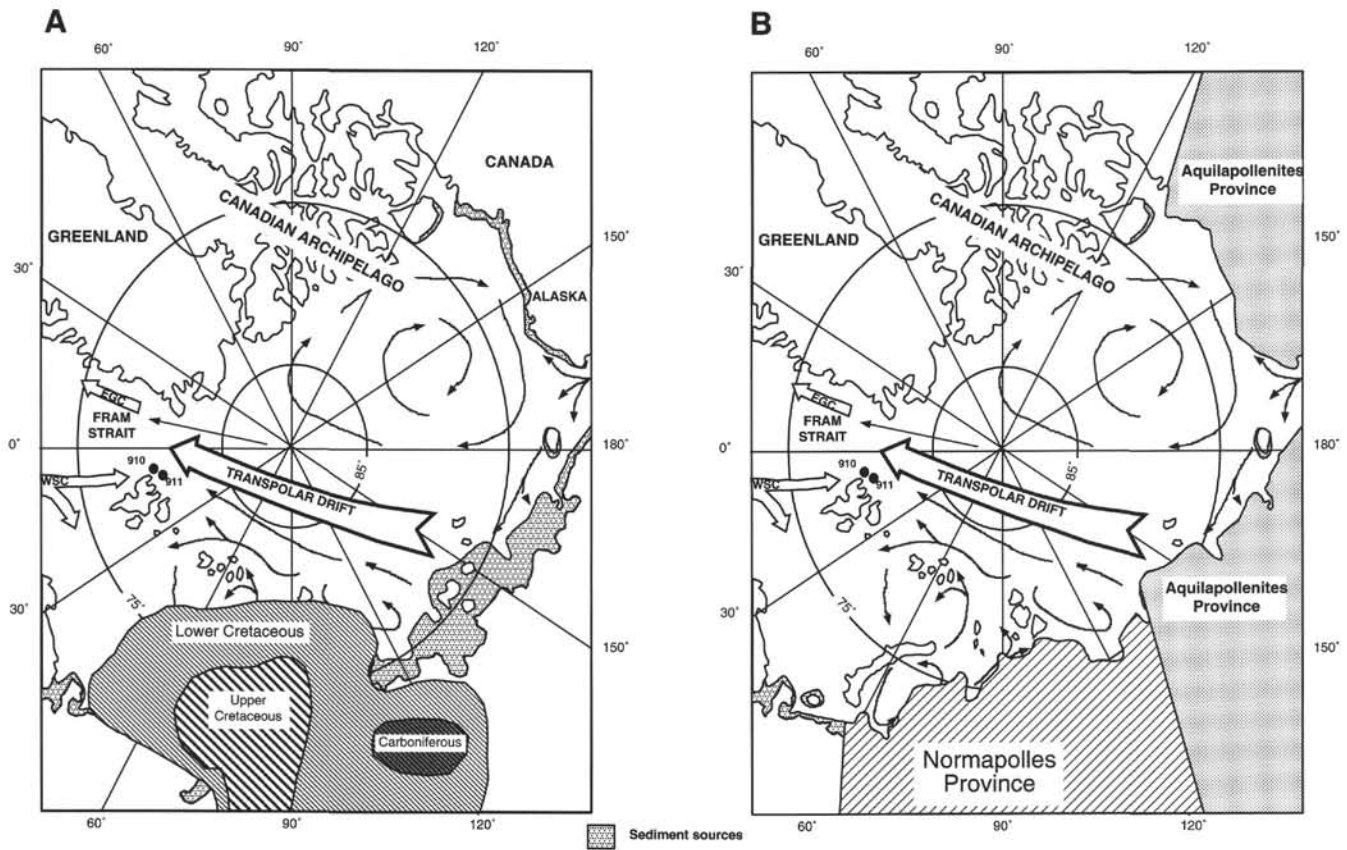 A
60°
90°
120°
CANADA
CANADIAN ARCHIPELAGO
GREENLAND
150°
30°
ALASKA
EGC
FRAM
STRAIT
0°
180°
85°
910
911
WSC
TRANSPOLAR DRIFT
30°
75°
Lower Cretaceous
150°
Upper
Cretaceous
Carboniferous
60°
90°
120°
B
60°
90°
120°
Aquilapollenites
Province
CANADIAN ARCHIPELAGO
GREENLAND
150°
30°
EGC
FRAM
STRAIT
0°
180°
85°
910
911
WSC
TRANSPOLAR DRIFT
Aquilapollenites
Province
30°
75°
150°
Normapolles
Province
60°
90°
120°
Sediment sources